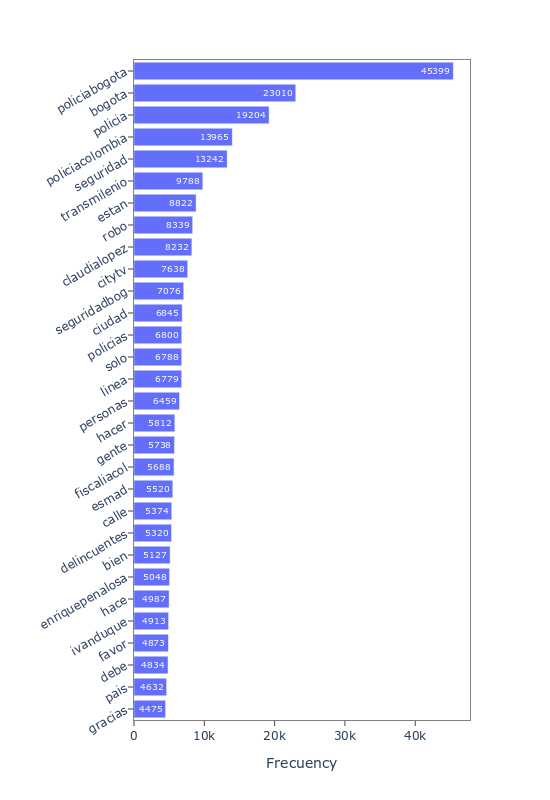 policiabogota 45399
bogota 23010
policia 19204
policiacolombia 13965
seguridad 13242
transmilenio 9788
estan 8822
robo 8339
claudialopez 8232
citytv 7638
seguridadbog 7076
ciudad 6845
policias 6800
solo 6788
linea 6779
personas 6459
hacer 5812
gente 5738
fiscaliacol 5688
esmad 5520
calle 5374
delincuentes 5320
bien 5127
enriquepenalosa 5048
hace 4987
ivanduque 4913
favor 4873
debe 4834
pais 4632
gracias 4475
0 10k 20k 30k 40k
Frecuency